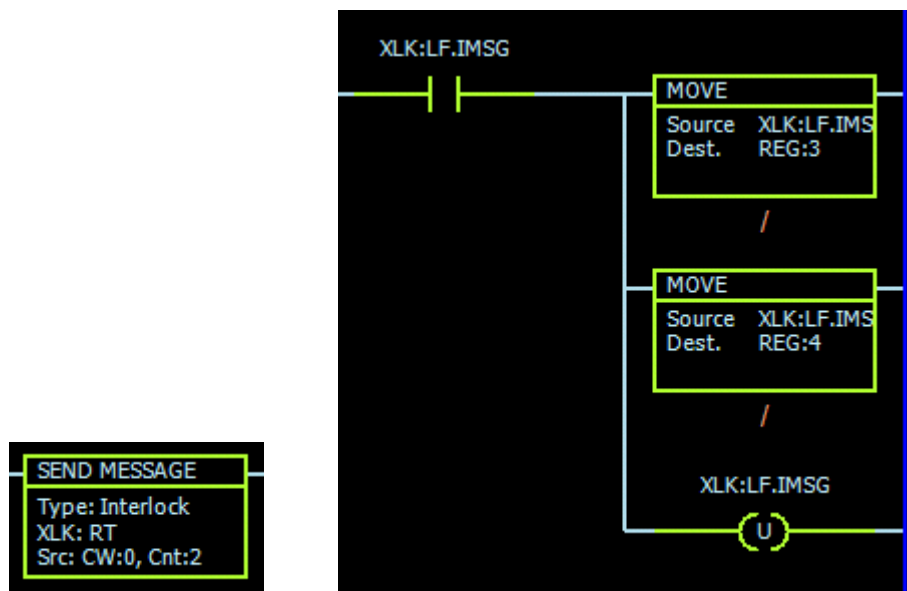 XLK:LF.IMSG
MOVE
Source XLK:LF.IMS
Dest. REG:3
/
MOVE
Source XLK:LF.IMS
Dest. REG:4
/
XLK:LF.IMSG
U
SEND MESSAGE
Type: Interlock
XLK: RT
Src: CW:0, Cnt:2